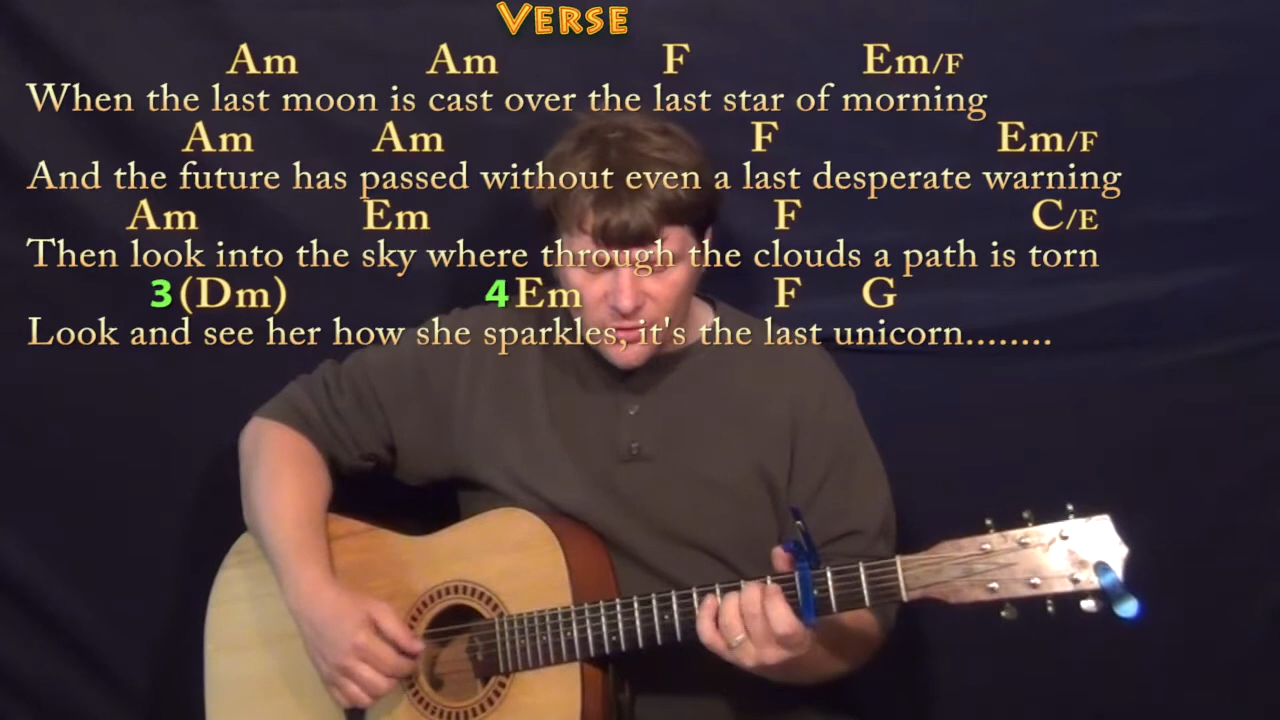 VERSE
Am Am F Em/F
When the last moon is cast over the last star of morning
Am Am F Em/F
And the future has passed without even a last desperate warning
Am Em F C/E
Then look into the sky where through the clouds a path is torn
3 (Dm) 4 Em F G
Look and see her how she sparkles, it's the last unicorn........